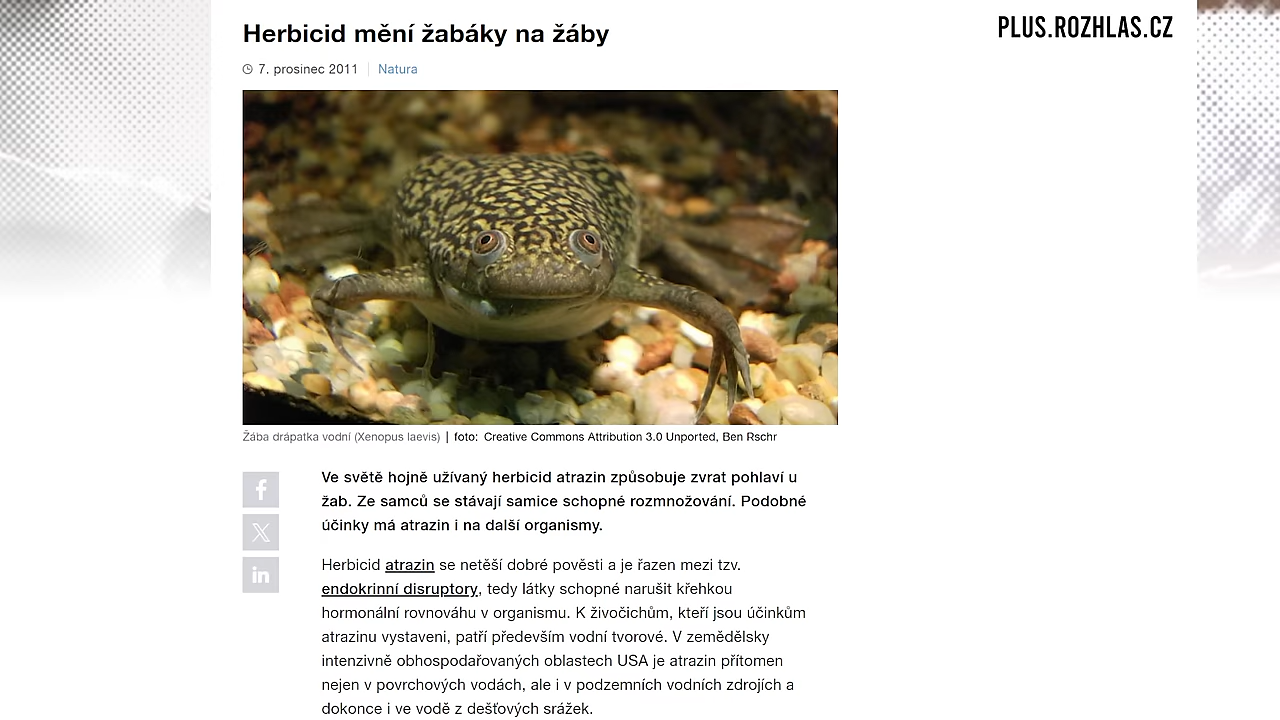 Herbicid mění žabáky na žáby
PLUS.ROZHLAS.CZ
7. prosinec 2011 Natura
Žába drápatka vodní (Xenopus laevis) | foto: Creative Commons Attribution 3.0 Unported, Ben Rschr
Ve světě hojně užívaný herbicid atrazin způsobuje zvrat pohlaví u
žab. Ze samců se stávají samice schopné rozmnožování. Podobné
účinky má atrazin i na další organismy.
Herbicid atrazin se netěší dobré pověsti a je řazen mezi tzv.
endokrinní disruptory, tedy látky schopné narušit křehkou
hormonální rovnováhu v organismu. K živočichům, kteří jsou účinkům
atrazinu vystaveni, patří především vodní tvorové. V zemědělsky
intenzivně obhospodařovaných oblastech USA je atrazin přítomen
nejen v povrchových vodách, ale i v podzemních vodních zdrojích a
dokonce i ve vodě z dešťových srážek.